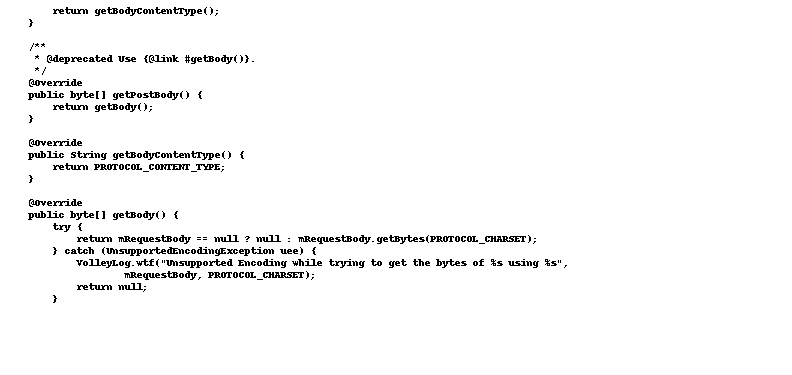 return getBodyContentType();
    }

    /**
     * @deprecated Use {@link #getBody()}.
     */
    @Override
    public byte[] getPostBody() {
        return getBody();
    }

    @Override
    public String getBodyContentType() {
        return PROTOCOL_CONTENT_TYPE;
    }

    @Override
    public byte[] getBody() {
        try {
            return mRequestBody == null ? null : mRequestBody.getBytes(PROTOCOL_CHARSET);
        } catch (UnsupportedEncodingException uee) {
            VolleyLog.wtf("Unsupported Encoding while trying to get the bytes of %s using %s",
                    mRequestBody, PROTOCOL_CHARSET);
            return null;
        }